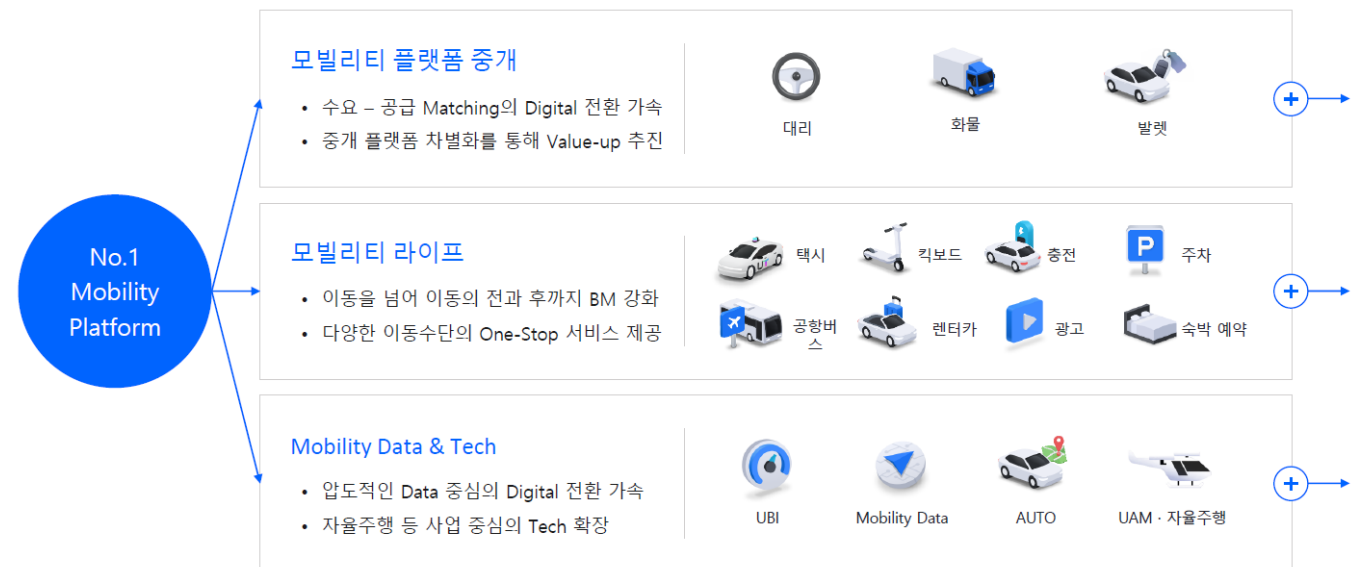 No.1
Mobility
Platform
모빌리티 플랫폼 중개
• 수요 – 공급 Matching의 Digital 전환 가속
• 중개 플랫폼 차별화를 통해 Value-up 추진
대리
화물
발렛
모빌리티 라이프
• 이동을 넘어 이동의 전과 후까지 BM 강화
• 다양한 이동수단의 One-Stop 서비스 제공
택시
킥보드
충전
P
주차
공항버
스
렌터카
광고
숙박 예약
Mobility Data & Tech
• 압도적인 Data 중심의 Digital 전환 가속
• 자율주행 등 사업 중심의 Tech 확장
UBI
Mobility Data
AUTO
UAM · 자율주행